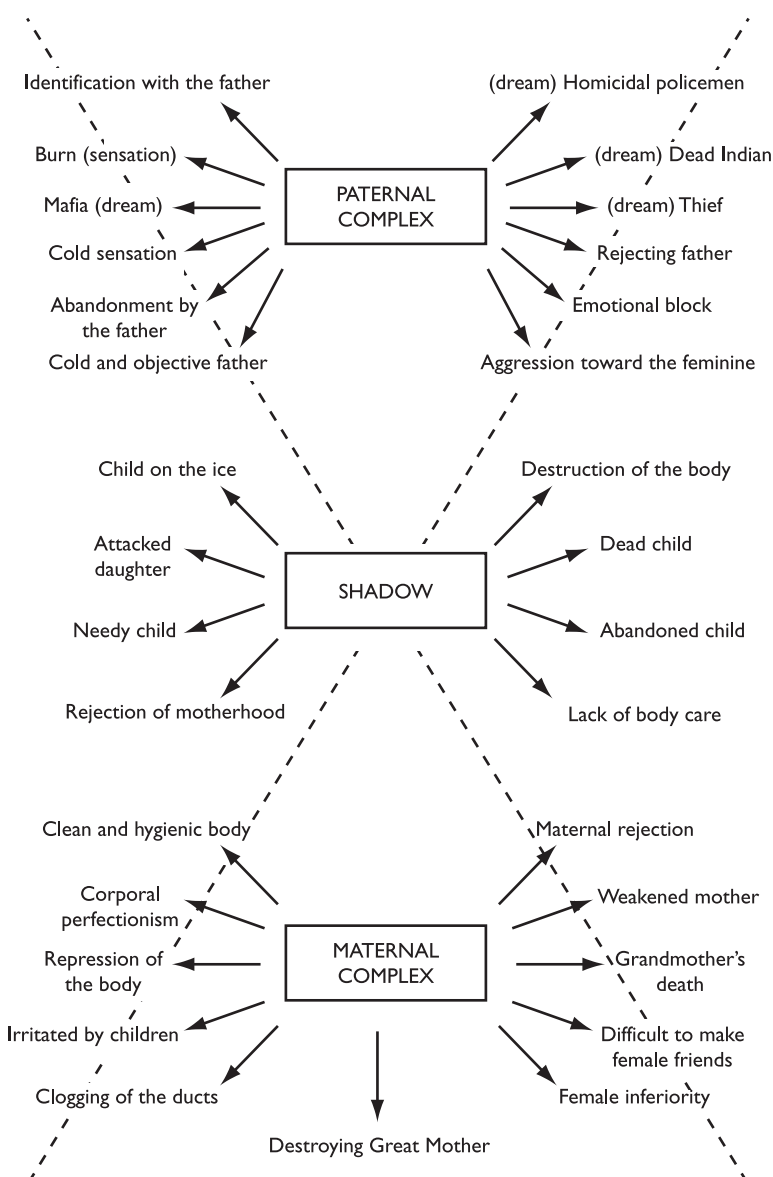 Identification with the father
(dream) Homicidal policemen
Burn (sensation)
(dream) Dead Indian
PATERNAL
COMPLEX
Mafia (dream)
(dream) Thief
Cold sensation
Rejecting father
Abandonment by
the father
Emotional block
Cold and objective father
Aggression toward the feminine
Child on the ice
Destruction of the body
Attacked
daughter
Dead child
SHADOW
Needy child
Abandoned child
Rejection of motherhood
Lack of body care
Clean and hygienic body
Maternal rejection
Corporal
perfectionism
Weakened mother
MATERNAL
COMPLEX
Repression of
the body
Grandmother's
death
Irritated by children
Difficult to make
female friends
Clogging of the ducts
Female inferiority
Destroying Great Mother